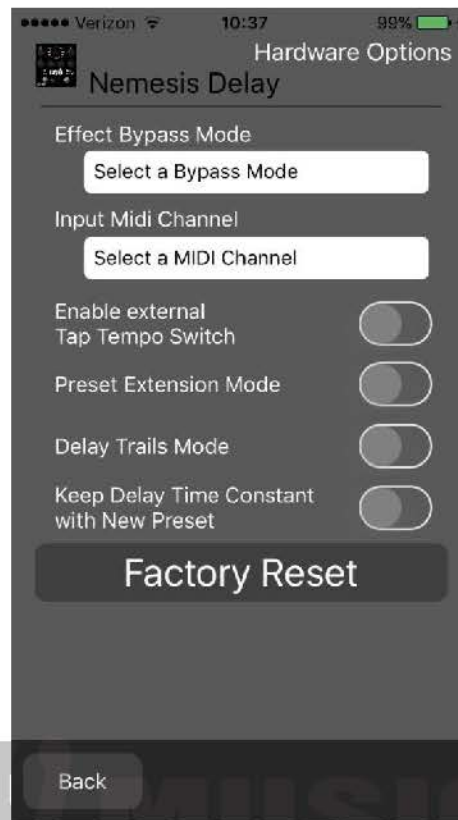 Verizon 10:37 99%
Hardware Options
Nemesis Delay
Effect Bypass Mode
Select a Bypass Mode
Input Midi Channel
Select a MIDI Channel
Enable external
Tap Tempo Switch
Preset Extension Mode
Delay Trails Mode
Keep Delay Time Constant
with New Preset
Factory Reset
Back